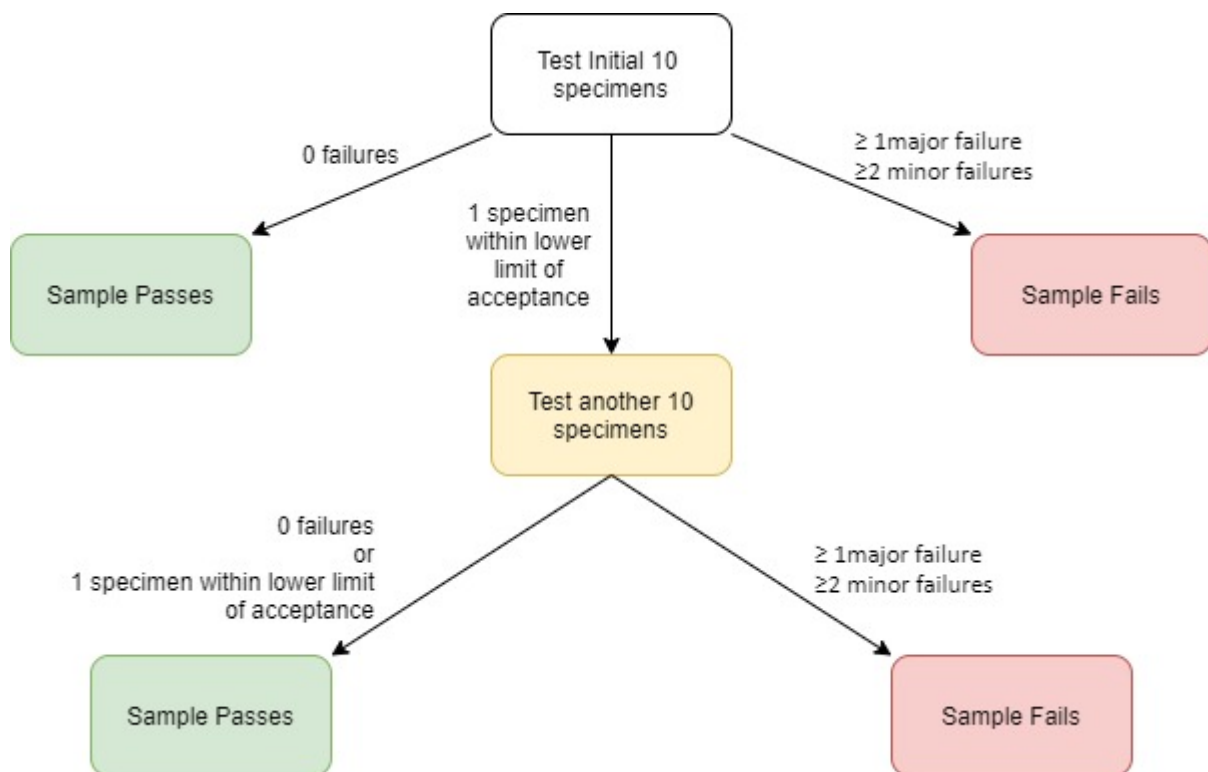 Test Initial 10
specimens
0 failures
1 specimen
within lower
limit of
acceptance
≥ 1major failure
≥2 minor failures
Sample Passes
Sample Fails
Test another 10
specimens
0 failures
or
1 specimen within lower limit
of acceptance
≥ 1major failure
≥2 minor failures
Sample Passes
Sample Fails